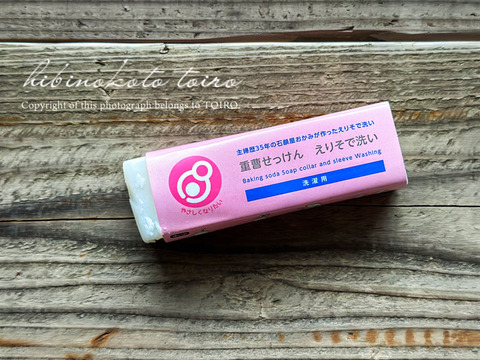 hibinokoto toiro
Copyright of this photograph belongs to TOIRO.
主婦歴35年の石鹸屋おかみが作ったえりそで洗い
重曹せっけん えりそで洗い
Baking soda Soap collar and sleeve Washing
洗濯用
やさしくなりたい